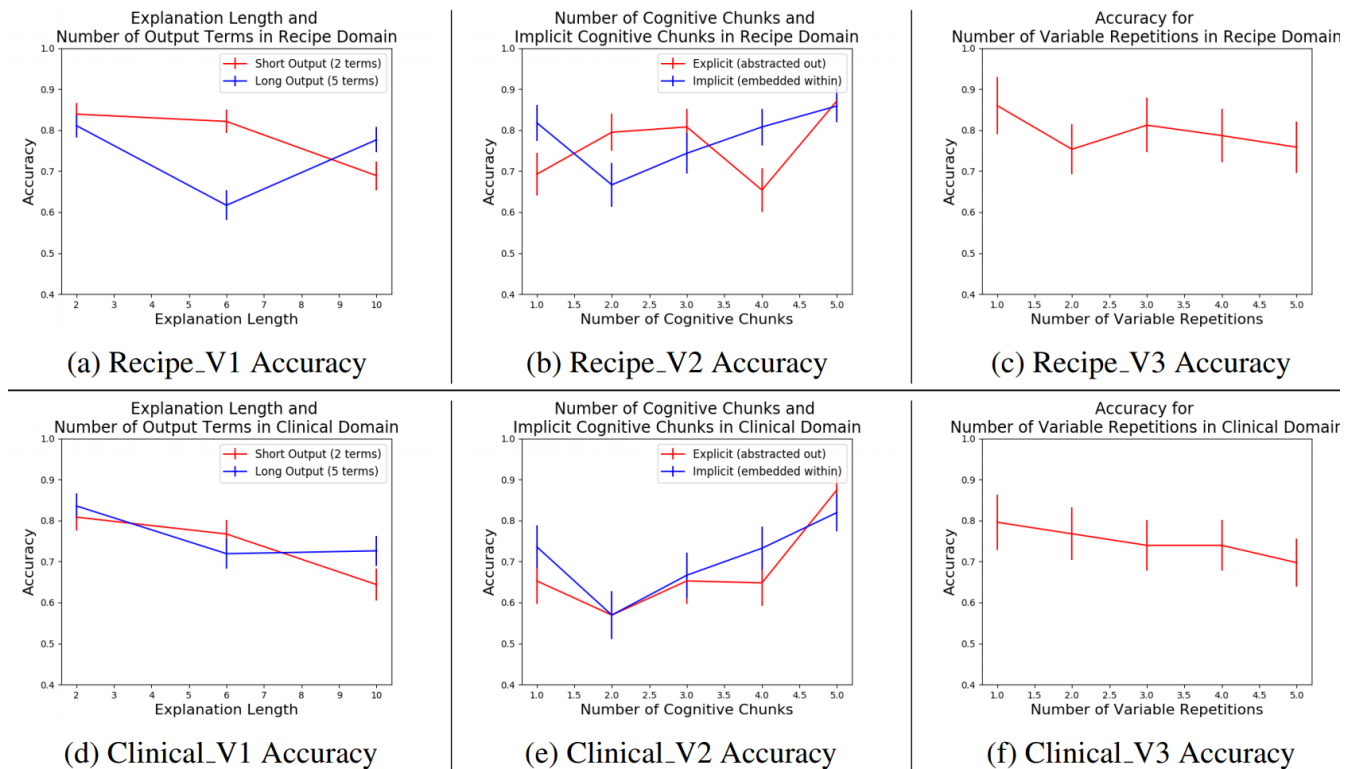 Explanation Length and
Number of Output Terms in Recipe Domain
1.0
0.9
0.8
0.7
0.6
0.5
0.4
Accuracy
Short Output (2 terms)
Long Output (5 terms)
2 3 4 5 6 7 8 9 10
Explanation Length
(a) Recipe_V1 Accuracy
Number of Cognitive Chunks and
Implicit Cognitive Chunks in Recipe Domain
1.0
0.9
0.8
0.7
0.6
0.5
0.4
Accuracy
Explicit (abstracted out)
Implicit (embedded within)
1.0 1.5 2.0 2.5 3.0 3.5 4.0 4.5 5.0
Number of Cognitive Chunks
(b) Recipe_V2 Accuracy
Accuracy for
Number of Variable Repetitions in Recipe Domain
1.0
0.9
0.8
0.7
0.6
0.5
0.4
Accuracy
1.0 1.5 2.0 2.5 3.0 3.5 4.0 4.5 5.0
Number of Variable Repetitions
(c) Recipe_V3 Accuracy
Explanation Length and
Number of Output Terms in Clinical Domain
1.0
0.9
0.8
0.7
0.6
0.5
0.4
Accuracy
Short Output (2 terms)
Long Output (5 terms)
2 3 4 5 6 7 8 9 10
Explanation Length
(d) Clinical_V1 Accuracy
Number of Cognitive Chunks and
Implicit Cognitive Chunks in Clinical Domain
1.0
0.9
0.8
0.7
0.6
0.5
0.4
Accuracy
Explicit (abstracted out)
Implicit (embedded within)
1.0 1.5 2.0 2.5 3.0 3.5 4.0 4.5 5.0
Number of Cognitive Chunks
(e) Clinical_V2 Accuracy
Accuracy for
Number of Variable Repetitions in Clinical Domain
1.0
0.9
0.8
0.7
0.6
0.5
0.4
Accuracy
1.0 1.5 2.0 2.5 3.0 3.5 4.0 4.5 5.0
Number of Variable Repetitions
(f) Clinical_V3 Accuracy